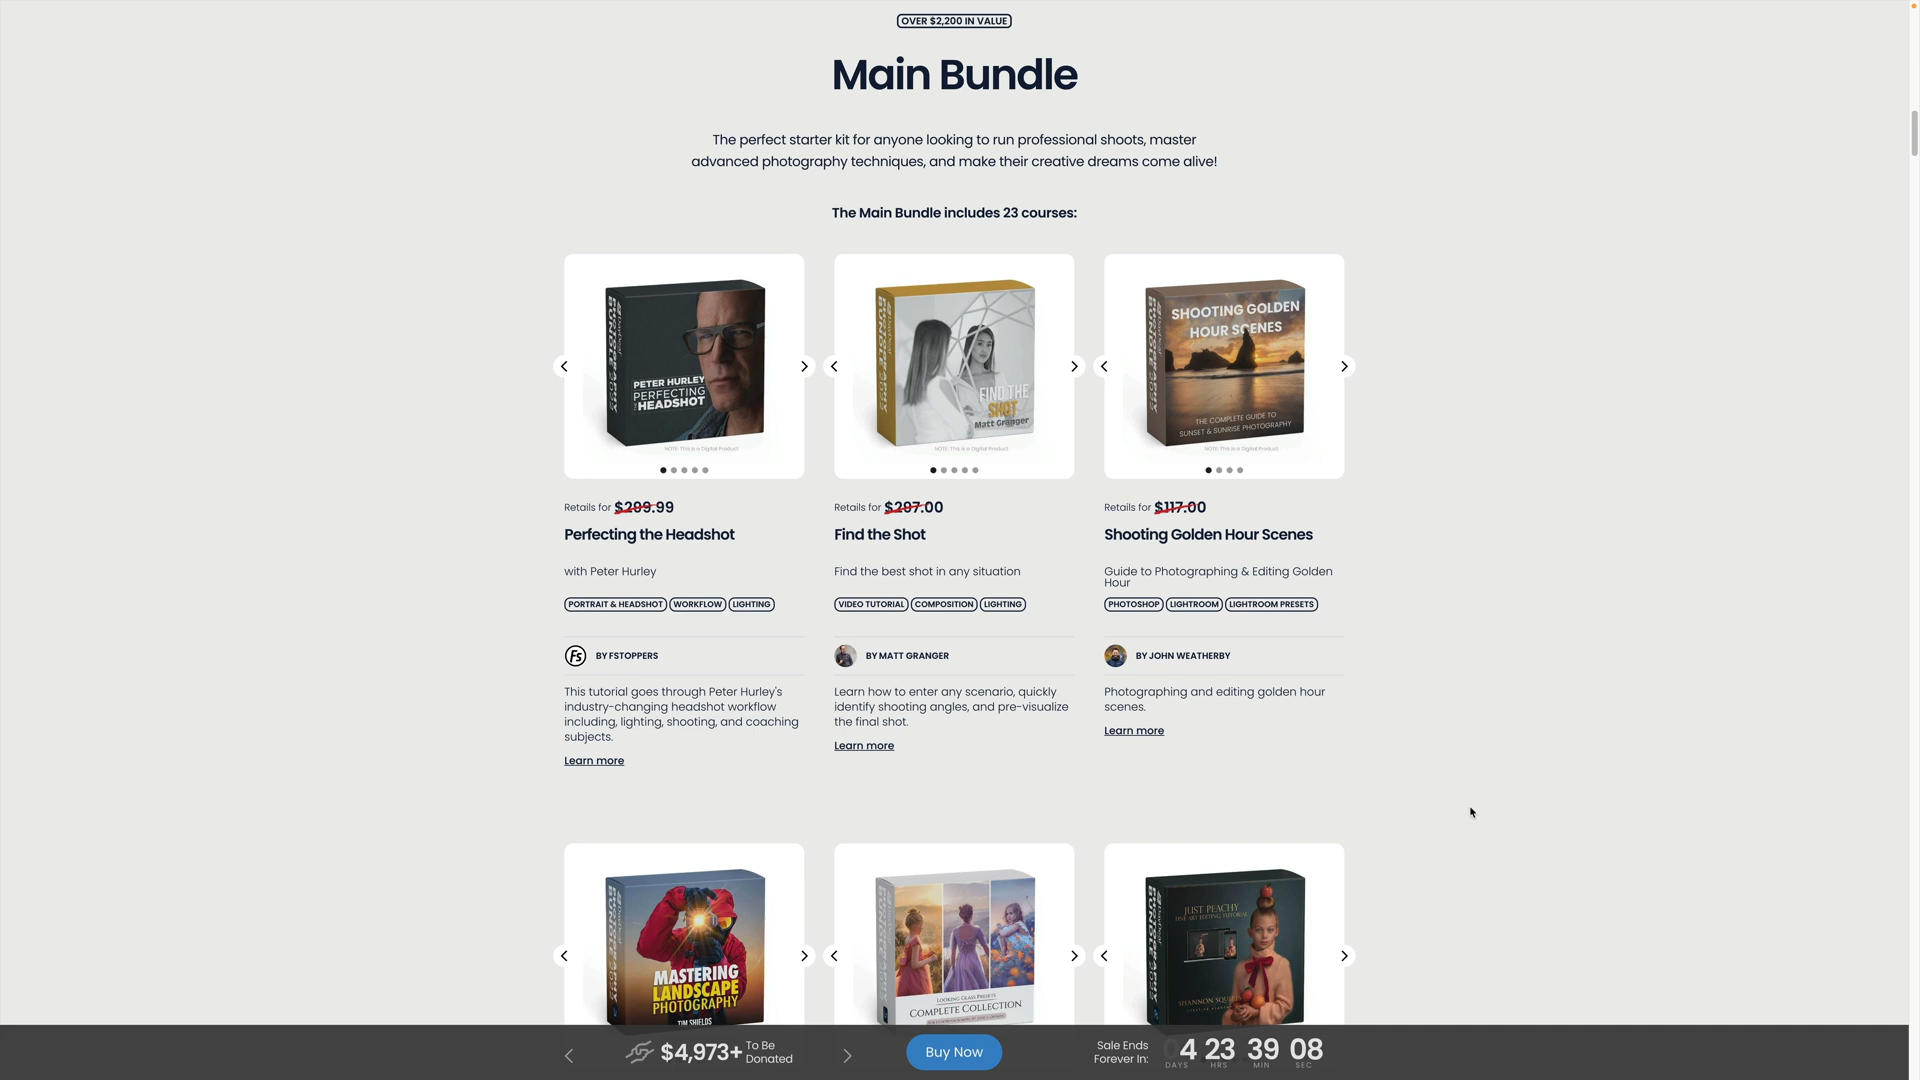 OVER $2,200 IN VALUE
Main Bundle
The perfect starter kit for anyone looking to run professional shoots, master
advanced photography techniques, and make their creative dreams come alive!
The Main Bundle includes 23 courses:
PETER HURLEY
PERFECTING
THE HEADSHOT
NOTE: This is a Digital Product
FIND THE
SHOT
Matt Granger
NOTE: This is a Digital Product
SHOOTING GOLDEN
HOUR SCENES
THE COMPLETE GUIDE TO
SUNSET & SUNRISE PHOTOGRAPHY
NOTE: This is a Digital Product
Retails for $299.99
Perfecting the Headshot
with Peter Hurley
PORTRAIT & HEADSHOT WORKFLOW LIGHTING
Fs BY FSTOPPERS
This tutorial goes through Peter Hurley's
industry-changing headshot workflow
including, lighting, shooting, and coaching
subjects.
Learn more
Retails for $297.00
Find the Shot
Find the best shot in any situation
VIDEO TUTORIAL COMPOSITION LIGHTING
BY MATT GRANGER
Learn how to enter any scenario, quickly
identify shooting angles, and pre-visualize
the final shot.
Learn more
Retails for $117.00
Shooting Golden Hour Scenes
Guide to Photographing & Editing Golden
Hour
PHOTOSHOP LIGHTROOM LIGHTROOM PRESETS
BY JOHN WEATHERBY
Photographing and editing golden hour
scenes.
Learn more
MASTERING
LANDSCAPE
PHOTOGRAPHY
TIM SHIELDS
LOOKING GLASS PRESETS
COMPLETE COLLECTION
JUST PEACHY
FINE ART EDITING TUTORIAL
$4,973+ To Be
Donated
Buy Now
Sale Ends
Forever In:
04 23 39 08
DAYS HRS MIN SEC